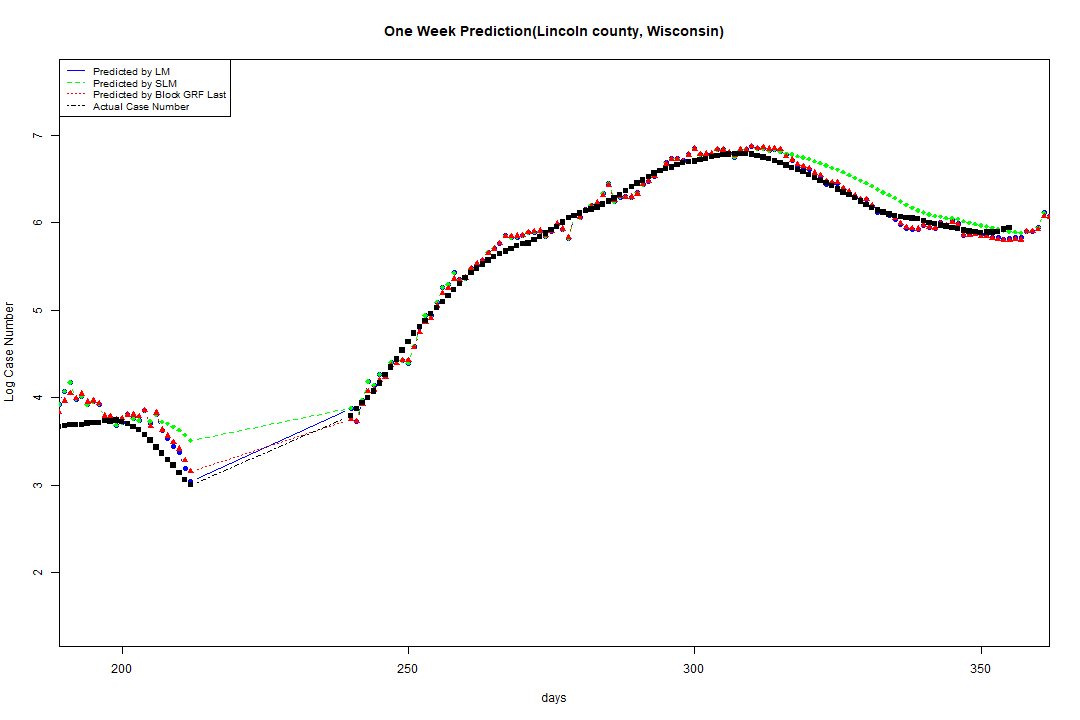 One Week Prediction(Lincoln county, Wisconsin)
Predicted by LM
Predicted by SLM
Predicted by Block GRF Last
Actual Case Number
7
6
5
4
3
2
Log Case Number
200 250 300 350
days